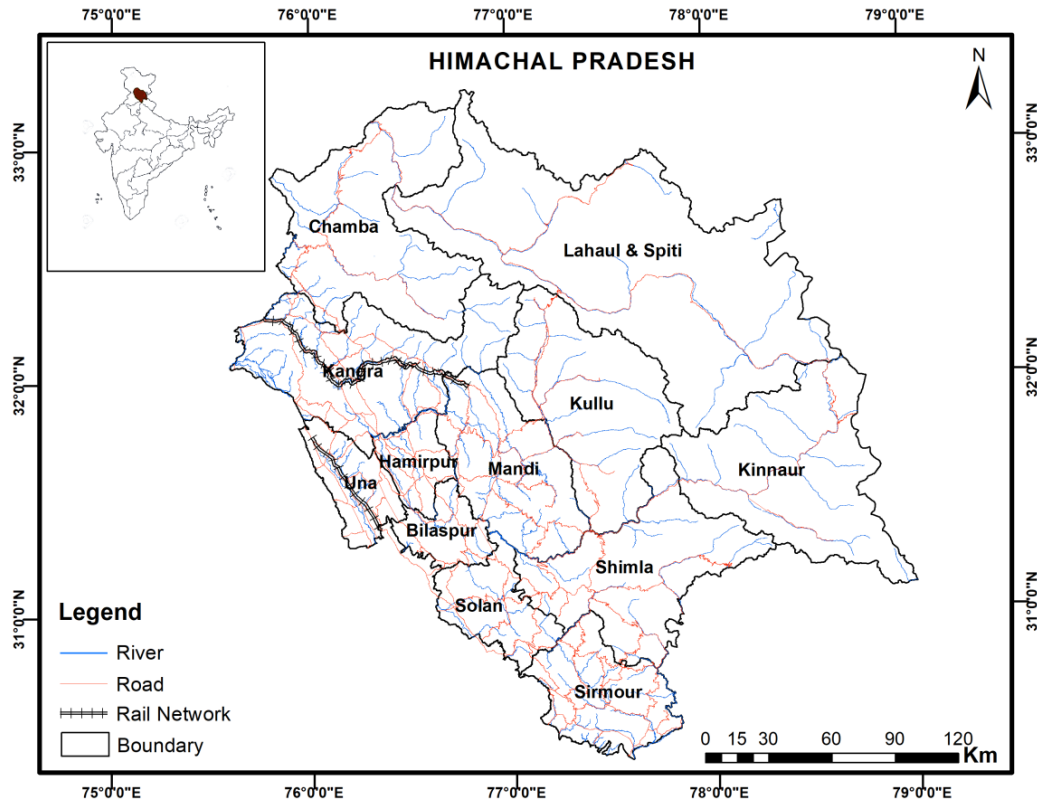 75°0'0"E 76°0'0"E 77°0'0"E 78°0'0"E 79°0'0"E
HIMACHAL PRADESH
N
33°0'0"N
33°0'0"N
Chamba
Lahaul & Spiti
32°0'0"N
32°0'0"N
Kangra
Kullu
Hamirpur
Mandi
Kinnaur
Una
Bilaspur
Shimla
Solan
31°0'0"N
31°0'0"N
Sirmour
Legend
River
Road
Rail Network
Boundary
0 15 30 60 90 120
Km
75°0'0"E 76°0'0"E 77°0'0"E 78°0'0"E 79°0'0"E